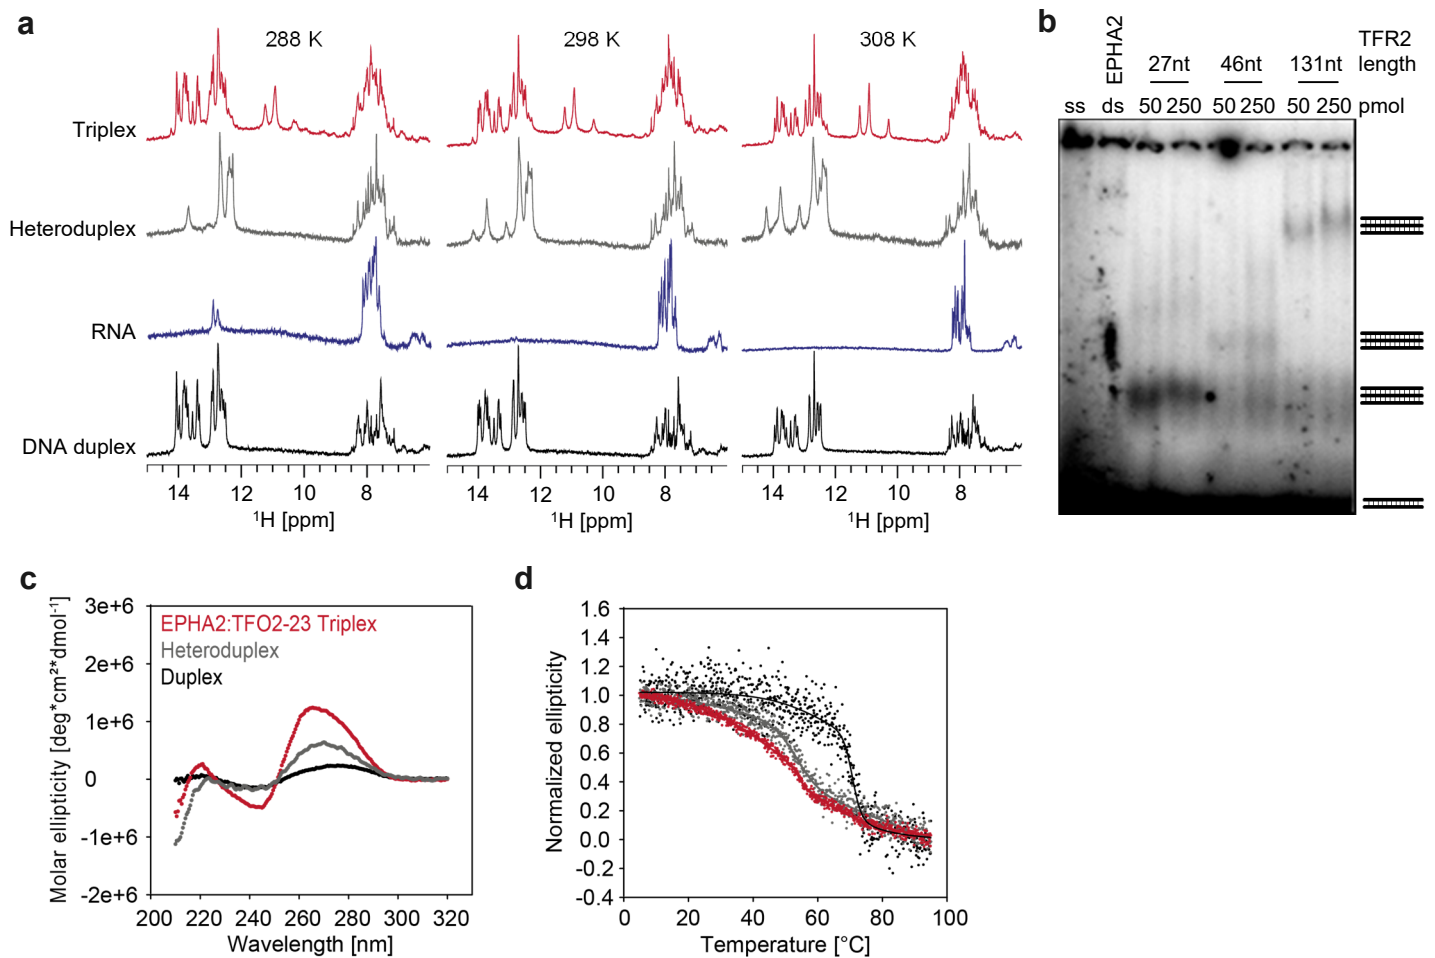 a
288 K
298 K
308 K
Triplex
Heteroduplex
RNA
DNA duplex
14 12 10 8
14 12 10 8
14 12 10 8
¹H [ppm]
¹H [ppm]
¹H [ppm]
b
EPHA2
27nt 46nt 131nt
TFR2
length
ss ds 50 250 50 250 50 250 pmol
c
Molar ellipticity [deg*cm²*dmol⁻¹]
3e+6
2e+6
1e+6
0
-1e+6
-2e+6
EPHA2:TFO2-23 Triplex
Heteroduplex
Duplex
200 220 240 260 280 300 320
Wavelength [nm]
d
Normalized ellipticity
1.6
1.4
1.2
1.0
0.8
0.6
0.4
0.2
0.0
-0.2
-0.4
0 20 40 60 80 100
Temperature [°C]